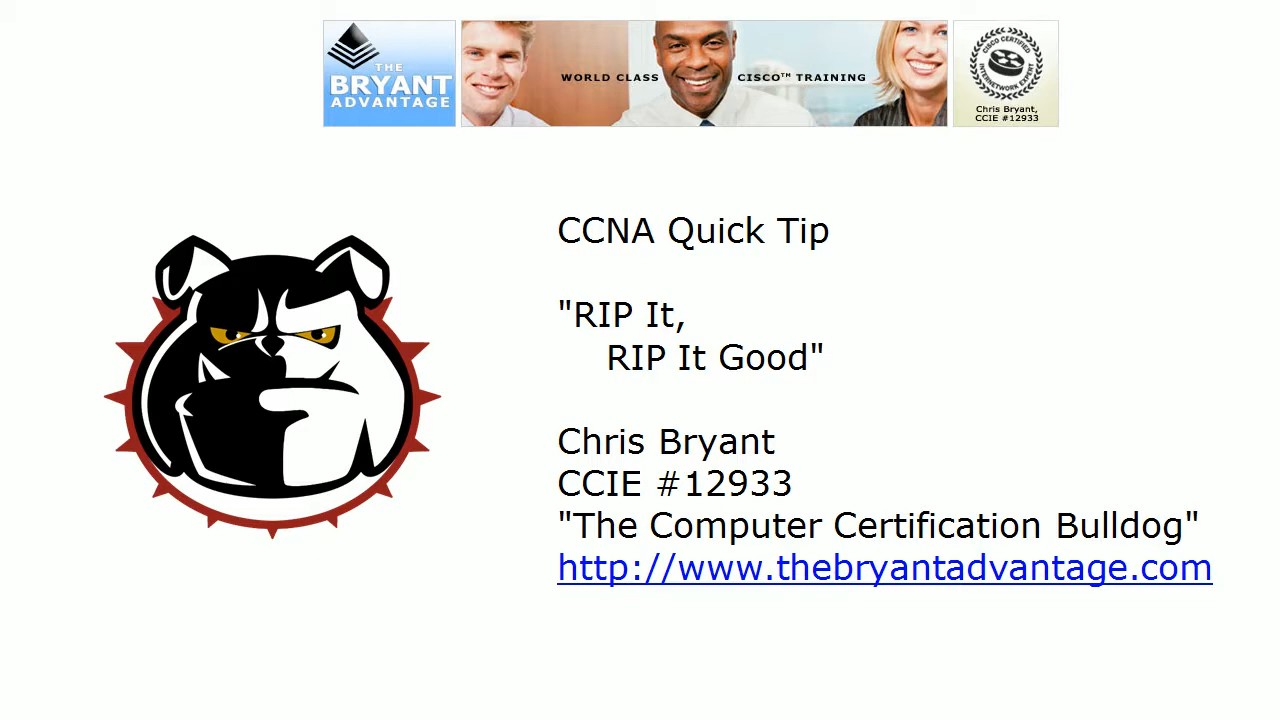 THE
BRYANT
ADVANTAGE
WORLD CLASS CISCO™ TRAINING
CISCO CERTIFIED
INTERNETWORK EXPERT
Chris Bryant,
CCIE #12933
CCNA Quick Tip
"RIP It,
RIP It Good"
Chris Bryant
CCIE #12933
"The Computer Certification Bulldog"
http://www.thebryantadvantage.com